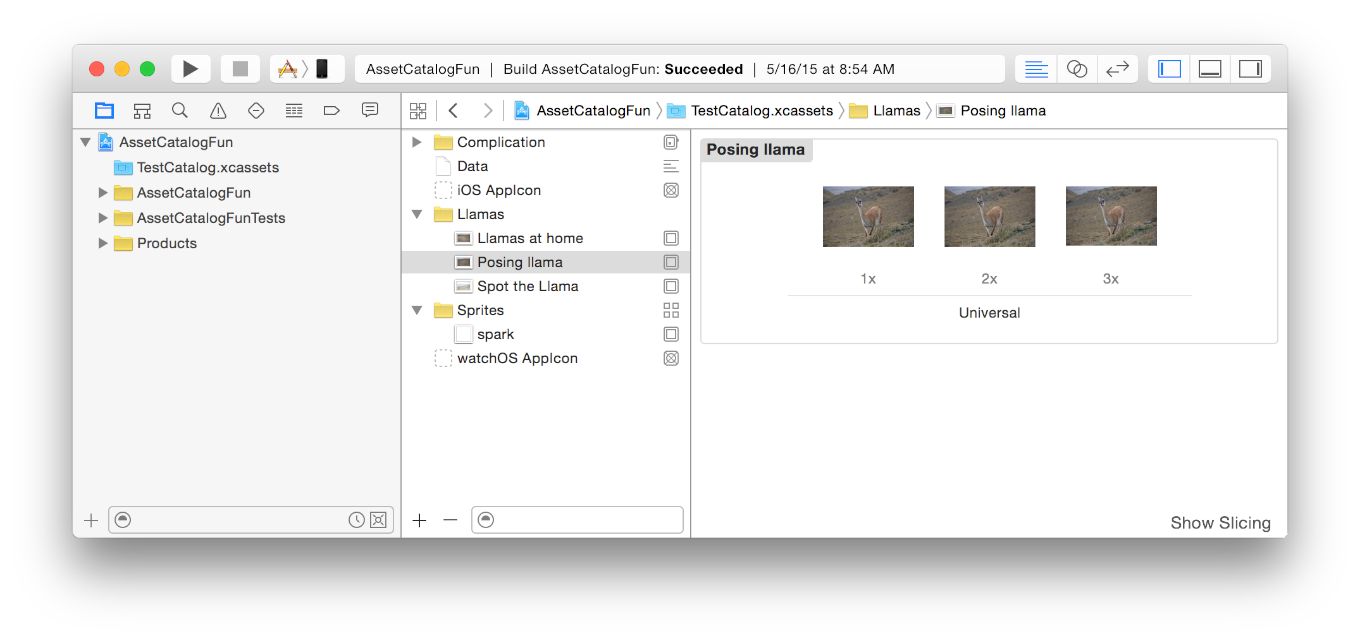 AssetCatalogFun | Build AssetCatalogFun: Succeeded | 5/16/15 at 8:54 AM
AssetCatalogFun
TestCatalog.xcassets
AssetCatalogFun
AssetCatalogFunTests
Products
AssetCatalogFun TestCatalog.xcassets Llamas Posing llama
Complication
Data
iOS AppIcon
Llamas
Llamas at home
Posing llama
Spot the Llama
Sprites
spark
watchOS AppIcon
Posing llama
1x 2x 3x
Universal
Show Slicing